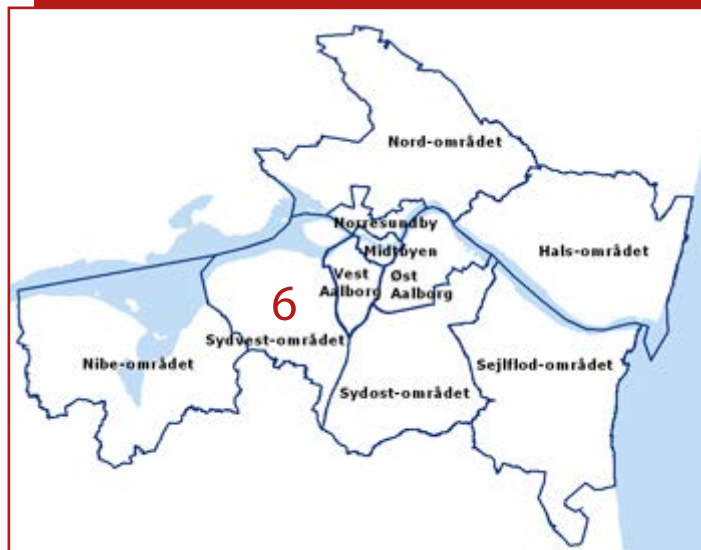 Nord-området
Nørresundby
Midtbyen
Hals-området
Vest
Aalborg
Øst
Aalborg
6
Sydvest-området
Nibe-området
Sejlflod-området
Sydost-området